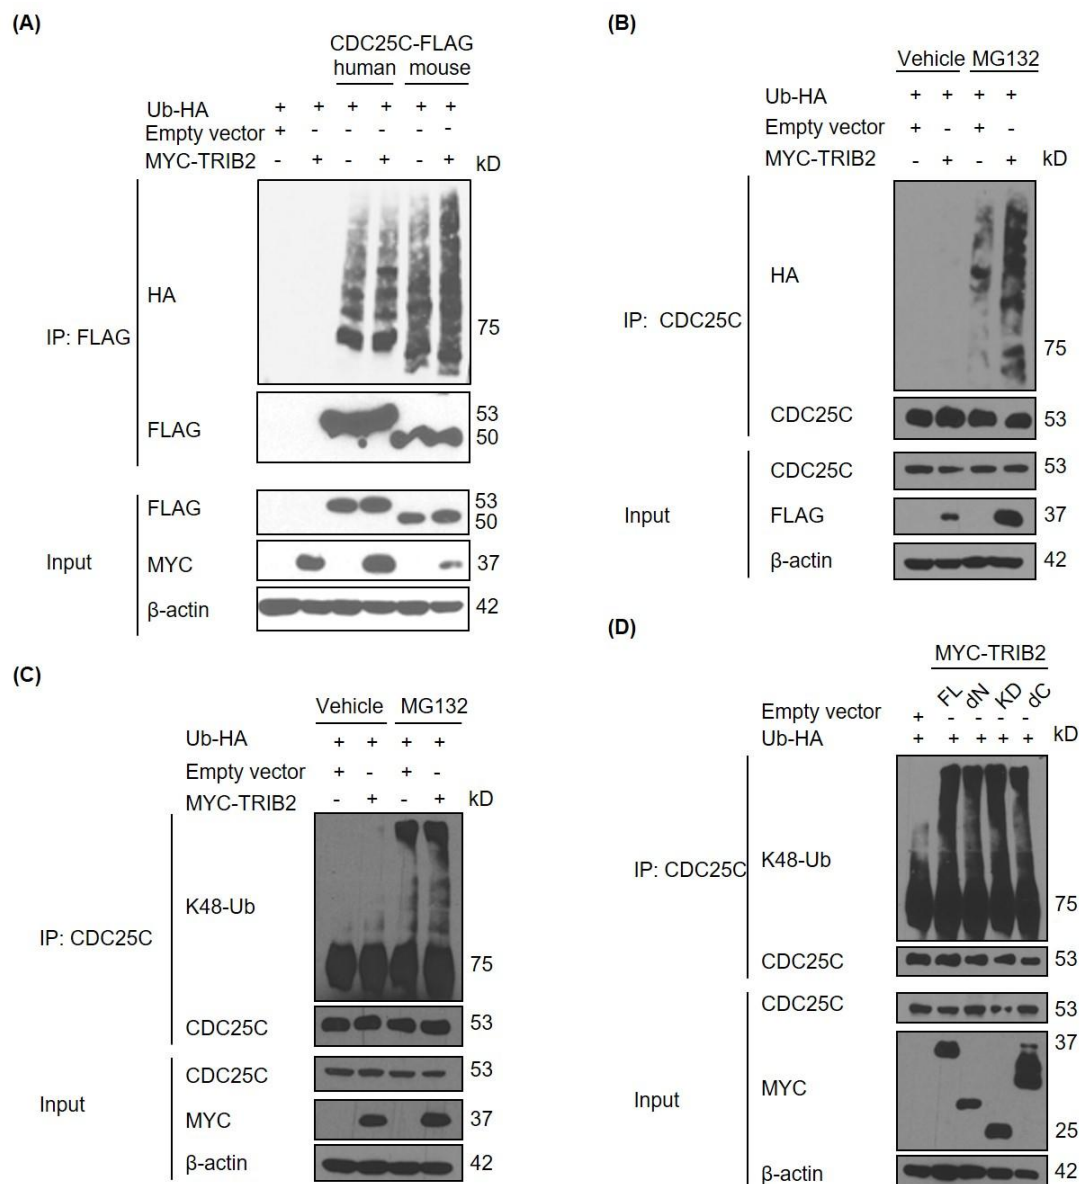 (A)
CDC25C-FLAG
human mouse
Ub-HA + + + + + +
Empty vector + - - - - -
MYC-TRIB2 - + - + - + kD
HA
75
IP: FLAG
FLAG
53
50
FLAG
53
50
Input
MYC
37
β-actin
42
(B)
Vehicle MG132
Ub-HA + + + +
Empty vector + - + -
MYC-TRIB2 - + - + kD
HA
IP: CDC25C
75
CDC25C
53
CDC25C
53
Input
FLAG
37
β-actin
42
(C)
Vehicle MG132
Ub-HA + + + +
Empty vector + - + -
MYC-TRIB2 - + - + kD
K48-Ub
IP: CDC25C
75
CDC25C
53
CDC25C
53
Input
MYC
37
β-actin
42
(D)
MYC-TRIB2
FL dN KD dC
Empty vector + - - - -
Ub-HA + + + + + kD
K48-Ub
IP: CDC25C
75
CDC25C
53
CDC25C
53
37
MYC
Input
25
β-actin
42